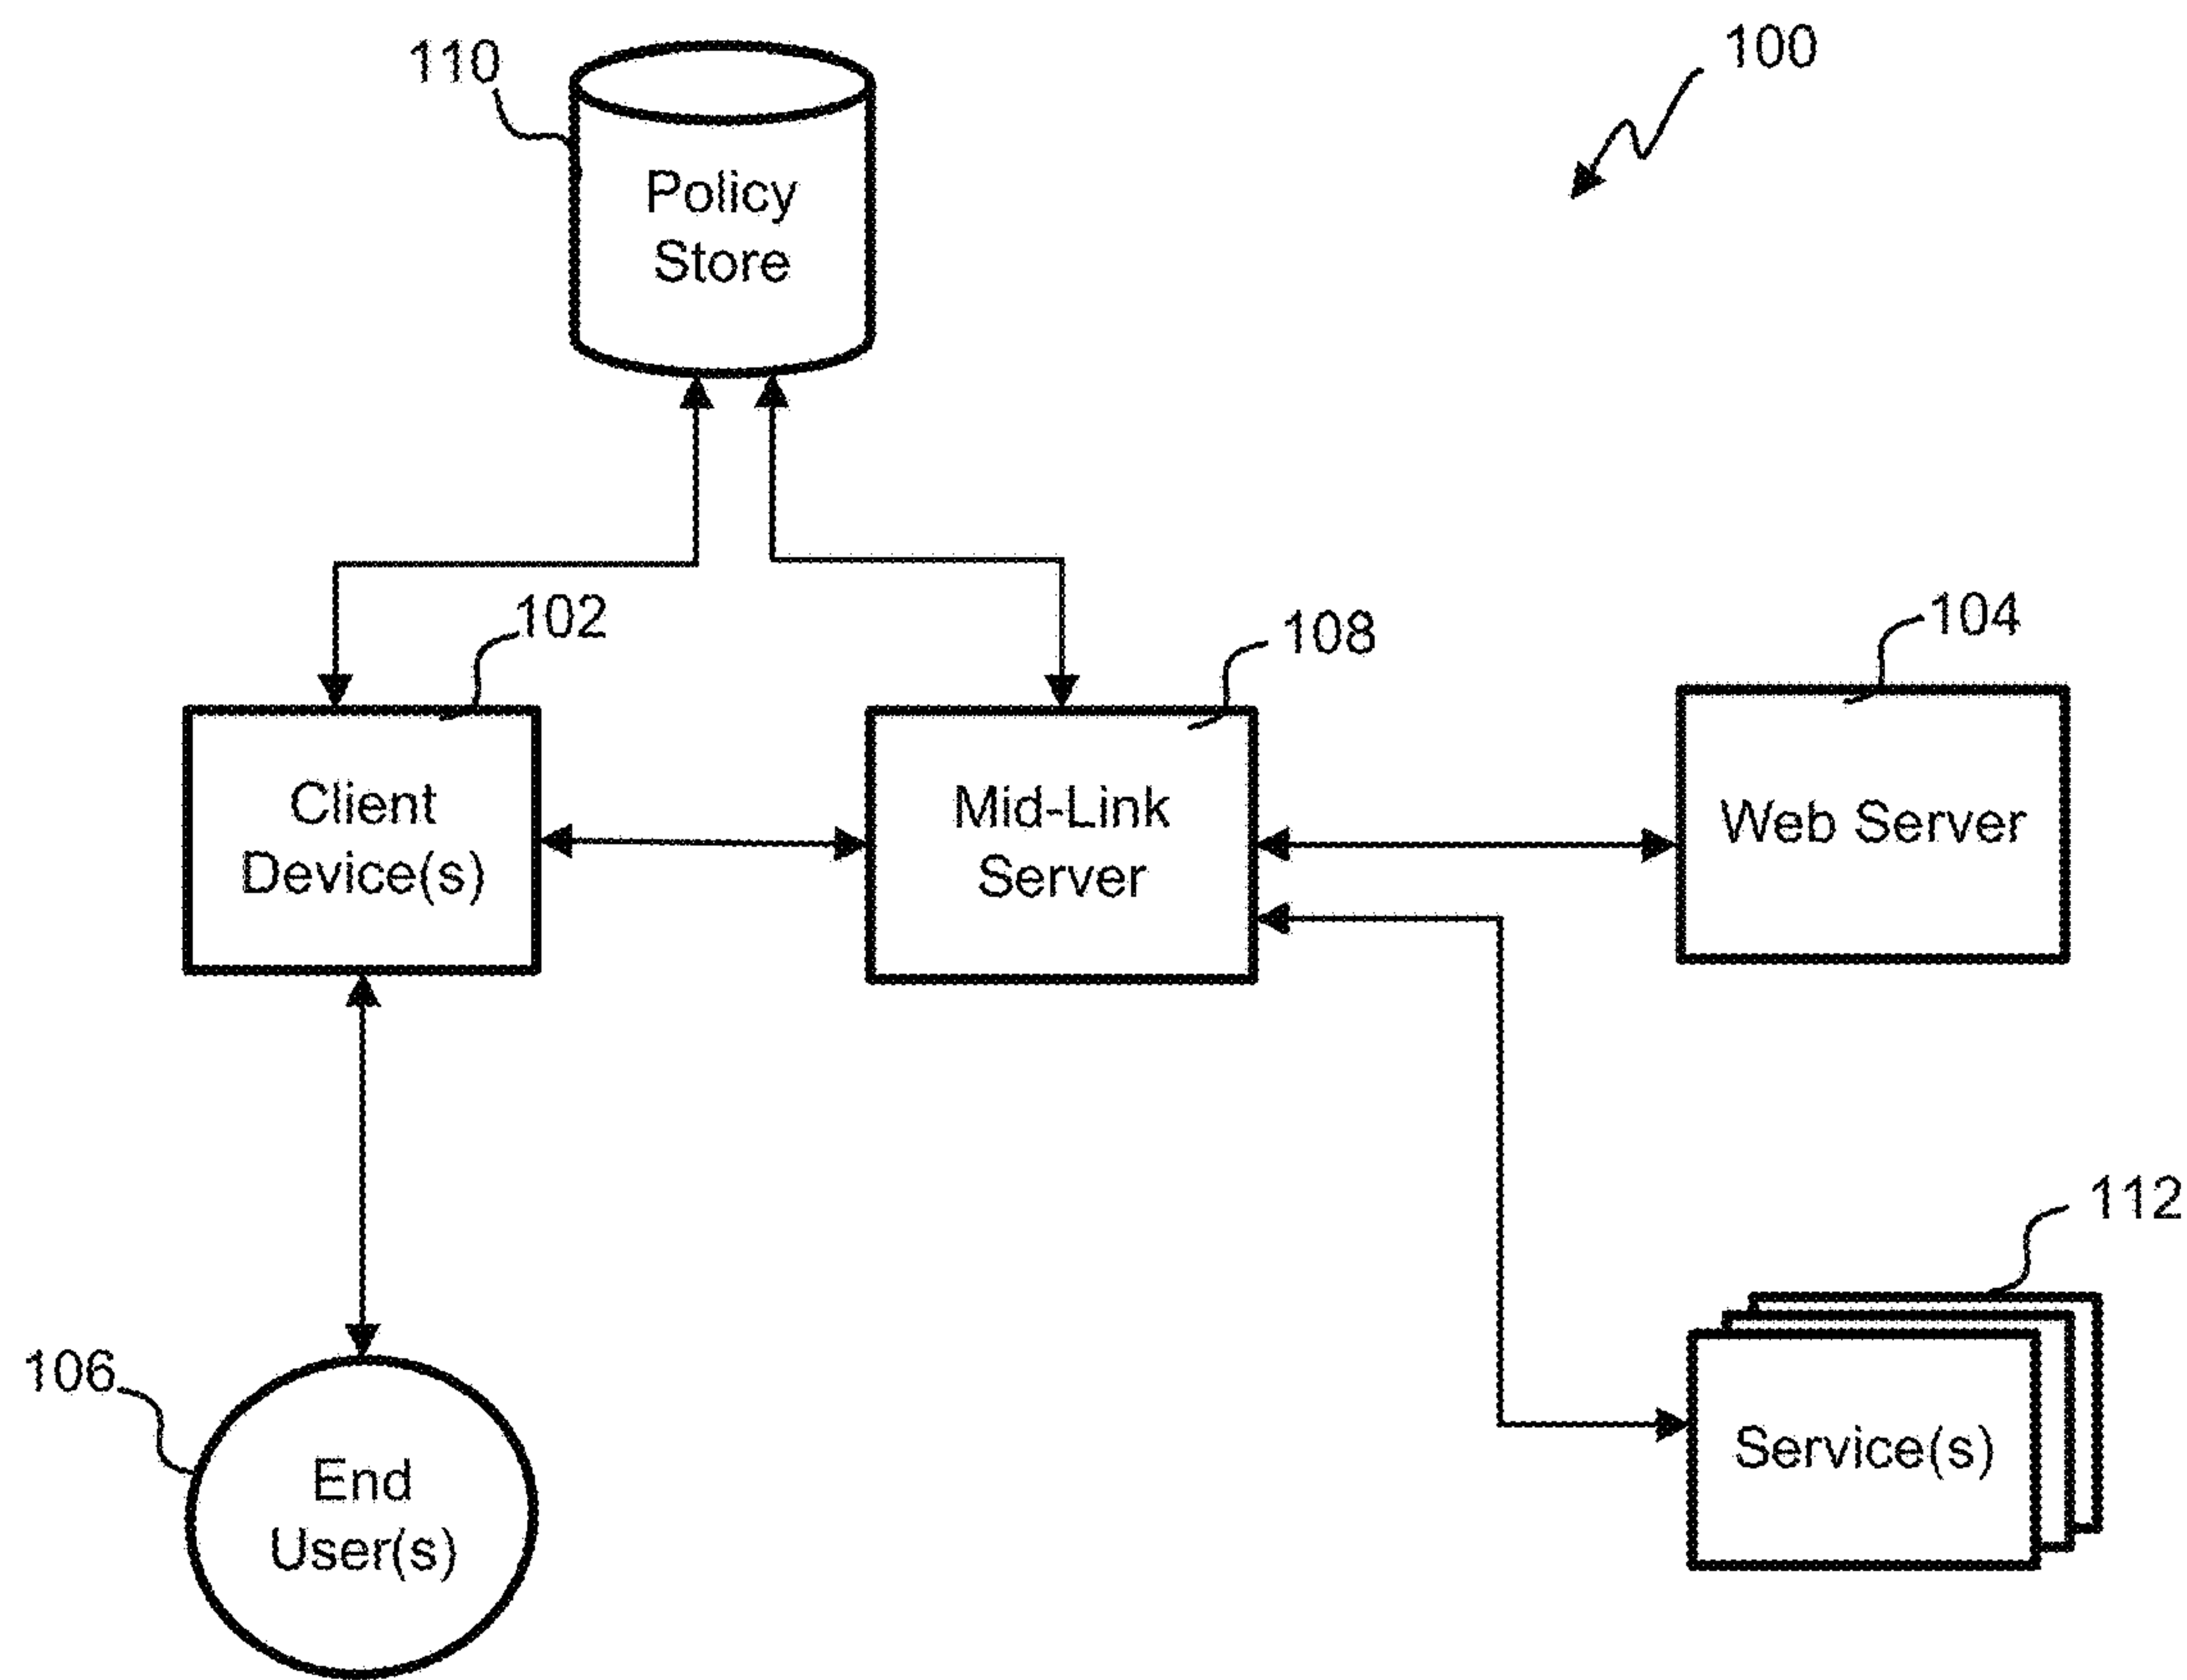 110
100
Policy
Store
102
108
104
Client
Device(s)
Mid-Link
Server
Web Server
112
106
End
User(s)
Service(s)